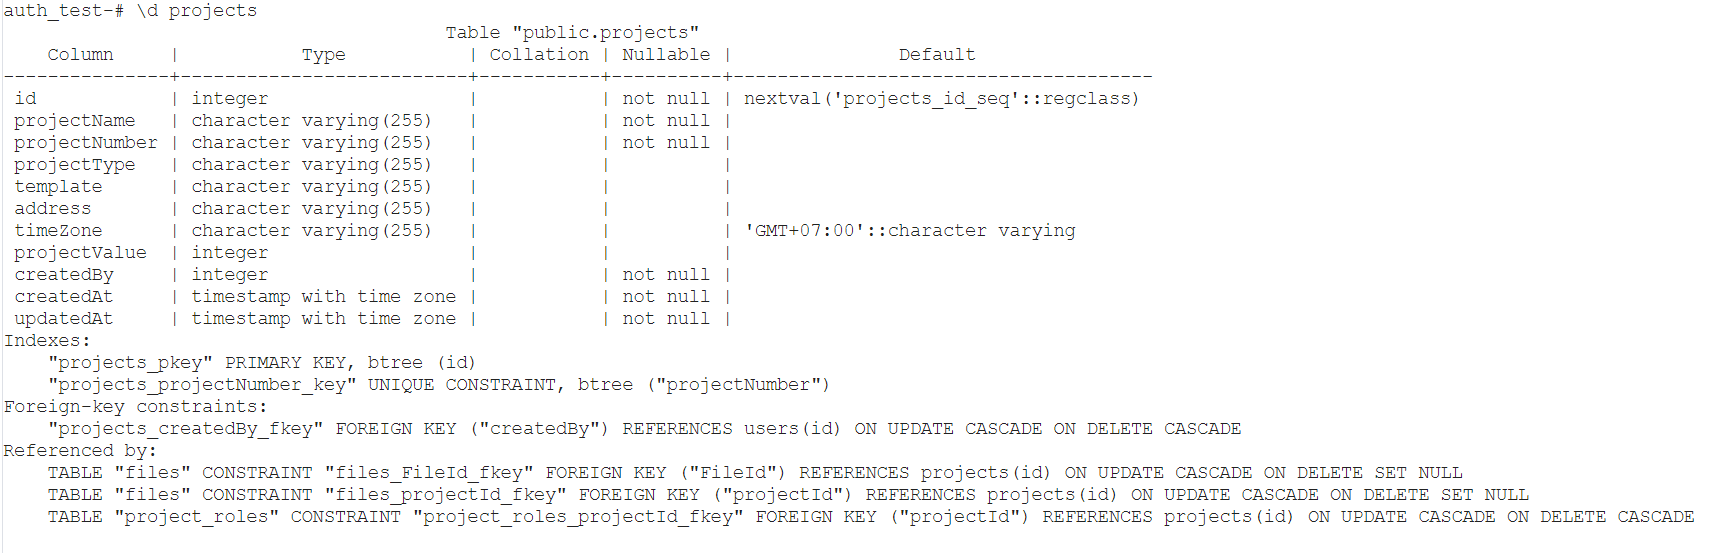 auth_test-# \d projects
                                        Table "public.projects"
    Column     |           Type           | Collation | Nullable |               Default
---------------+--------------------------+-----------+----------+--------------------------------------
 id            | integer                  |           | not null | nextval('projects_id_seq'::regclass)
 projectName   | character varying(255)   |           | not null |
 projectNumber | character varying(255)   |           | not null |
 projectType   | character varying(255)   |           |          |
 template      | character varying(255)   |           |          |
 address       | character varying(255)   |           |          |
 timeZone      | character varying(255)   |           |          | 'GMT+07:00'::character varying
 projectValue  | integer                  |           |          |
 createdBy     | integer                  |           | not null |
 createdAt     | timestamp with time zone |           | not null |
 updatedAt     | timestamp with time zone |           | not null |
Indexes:
    "projects_pkey" PRIMARY KEY, btree (id)
    "projects_projectNumber_key" UNIQUE CONSTRAINT, btree ("projectNumber")
Foreign-key constraints:
    "projects_createdBy_fkey" FOREIGN KEY ("createdBy") REFERENCES users(id) ON UPDATE CASCADE ON DELETE CASCADE
Referenced by:
    TABLE "files" CONSTRAINT "files_FileId_fkey" FOREIGN KEY ("FileId") REFERENCES projects(id) ON UPDATE CASCADE ON DELETE SET NULL
    TABLE "files" CONSTRAINT "files_projectId_fkey" FOREIGN KEY ("projectId") REFERENCES projects(id) ON UPDATE CASCADE ON DELETE SET NULL
    TABLE "project_roles" CONSTRAINT "project_roles_projectId_fkey" FOREIGN KEY ("projectId") REFERENCES projects(id) ON UPDATE CASCADE ON DELETE CASCADE